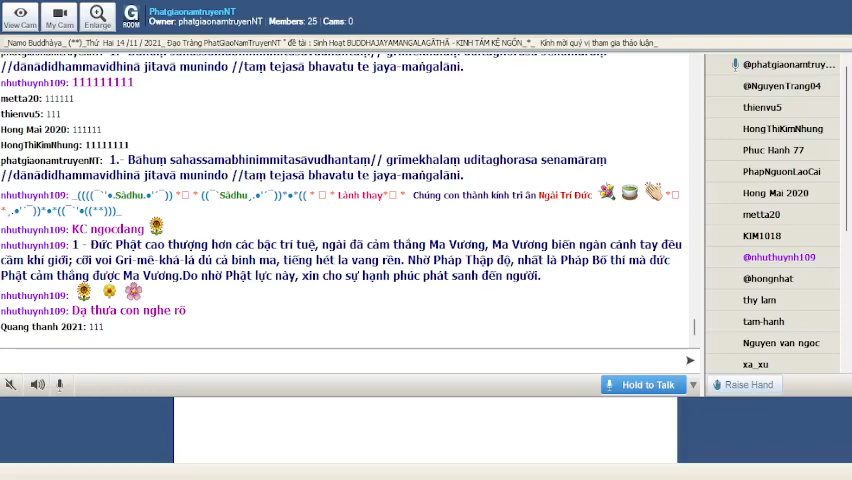 View Cam
My Cam
Enlarge
G
ROOM
PhatgiaonamtruyenNT
Owner: phatgiaonamtruyenNT | Members: 25 | Cams: 0
_Namo Buddhàya_ (**)_Thứ Hai 14 /11 / 2021_ Đạo Tràng PhatGiaoNamTruyenNT " đề tài : Sinh Hoạt BUDDHAJAYAMANGALAGĀTHĀ - KINH TÁM KỆ NGÔN_*_ Kính mời quý vị tham gia thảo luận_
//dānādidhammavidhinā jitavā munindo //taṃ tejasā bhavatu te jaya-maṅgalāni.
nhuthuynh109: 1111111111
metta20: 111111
thienvu5: 111
Hong Mai 2020: 111111
HongThiKimNhung: 11111111
phatgiaonamtruyenNT: 1.- Bāhuṃ sahassamabhinimmitasāvudhantaṃ// grīmekhalaṃ uditaghorasa senamāraṃ
//dānādidhammavidhinā jitavā munindo //taṃ tejasā bhavatu te jaya-maṅgalāni.
nhuthuynh109: _((((¯`'•.Sàdhu.•'´¯)) *□ * ((¯`Sàdhu¸.•'´¯))*•*(( * □ * Lành thay*□ * Chúng con thành kính tri ân Ngài Trí Đức *□
*¸.•'´¯))*•*((¯`'•((**)))_
nhuthuynh109: KC ngocdang
nhuthuynh109: 1 - Đức Phật cao thượng hơn các bậc trí tuệ, ngài đã cảm thắng Ma Vương, Ma Vương biến ngàn cánh tay đều
cầm khí giới; cỡi voi Gri-mê-khá-lá đủ cả binh ma, tiếng hét la vang rền. Nhờ Pháp Thập độ, nhất là Pháp Bố thí mà đức
Phật cảm thắng được Ma Vương.Do nhờ Phật lực này, xin cho sự hạnh phúc phát sanh đến người.
nhuthuynh109:
nhuthuynh109: Dạ thưa con nghe rõ
Quang thanh 2021: 111
Hold to Talk
@phatgiaonamtruy...
@NguyenTrang04
thienvu5
HongThiKimNhung
Phuc Hanh 77
PhapNguonLaoCai
Hong Mai 2020
metta20
KIM1018
@nhuthuynh109
@hongnhat
thy lam
tam-hanh
Nguyen van ngoc
xa_xu
Raise Hand